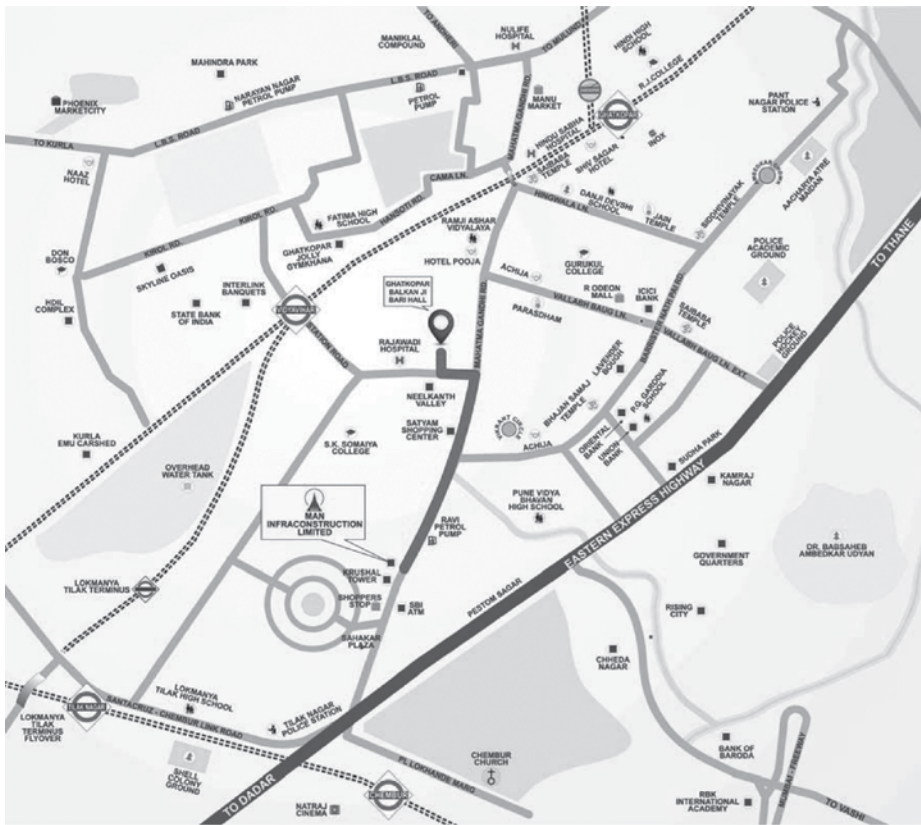 TO ANDHERI
MANIKLAL
COMPOUND
NULIFE
HOSPITAL
TO MULUND
HINDI HIGH
SCHOOL
R.J.COLLEGE
MAHINDRA PARK
NARAYAN NAGAR
PETROL PUMP
L.B.S. ROAD
PETROL
PUMP
MAHATMA GANDHI RD.
MANU
MARKET
GHATKOPAR
PANT
NAGAR POLICE
STATION
PHOENIX
MARKETCITY
TO KURLA
L.B.S. ROAD
HINDU SABHA
HOSPITAL
SAIBABA
TEMPLE
SHIV SAGAR
HOTEL
INOX
NAAZ
HOTEL
CAMA LN.
HANSOTI RD.
HINGWALA LN.
DANJI DEVSHI
SCHOOL
JAIN
TEMPLE
SIDDHIVINAYAK
TEMPLE
AACHARYA ATRE
MAIDAN
KIROL RD.
FATIMA HIGH
SCHOOL
RAMJI ASHAR
VIDYALAYA
DON
BOSCO
KIROL RD.
SKYLINE OASIS
GHATKOPAR
JOLLY
GYMKHANA
HOTEL POOJA
GURUKUL
COLLEGE
POLICE
ACADEMIC
GROUND
TO THANE
HDIL
COMPLEX
INTERLINK
BANQUETS
STATE BANK
OF INDIA
VIDYAVIHAR
GHATKOPAR
BALKAN JI
BARI HALL
ACHIJA
R ODEON
MALL
ICICI
BANK
PARASDHAM
VALLABH BAUG LN.
SAIBABA
TEMPLE
VALLABH BAUG LN. EXT.
POLICE
HOCKEY
GROUND
STATION ROAD
RAJAWADI
HOSPITAL
MAHATMA GANDHI RD.
NEELKANTH
VALLEY
LAVENDER
BOUGH
P.G. GARODIA
SCHOOL
BHAJAN SAMAJ
TEMPLE
SATYAM
SHOPPING
CENTER
ACHIJA
ORIENTAL
BANK
UNION
BANK
SUDHA PARK
KURLA
EMU CARSHED
S.K. SOMAIYA
COLLEGE
OVERHEAD
WATER TANK
KAMRAJ
NAGAR
MAN
INFRACONSTRUCTION
LIMITED
RAVI
PETROL
PUMP
PUNE VIDYA
BHAVAN
HIGH SCHOOL
EASTERN EXPRESS HIGHWAY
GOVERNMENT
QUARTERS
DR. BABSAHEB
AMBEDKAR UDYAN
LOKMANYA
TILAK TERMINUS
KRUSHAL
TOWER
SHOPPERS
STOP
SBI
ATM
PESTOM SAGAR
RISING
CITY
SAHAKAR
PLAZA
CHHEDA
NAGAR
LOKMANYA
TILAK HIGH SCHOOL
TILAK NAGAR
SANTACRUZ - CHEMBUR LINK ROAD
TILAK NAGAR
POLICE STATION
LOKMANYA
TILAK
TERMINUS
FLYOVER
SHELL
COLONY
GROUND
PL LOKHANDE MARG
CHEMBUR
CHURCH
BANK OF
BARODA
MUMBAI - FREEWAY
TO DADAR
NATRAJ
CINEMA
CHEMBUR
RBK
INTERNATIONAL
ACADEMY
TO VASHI